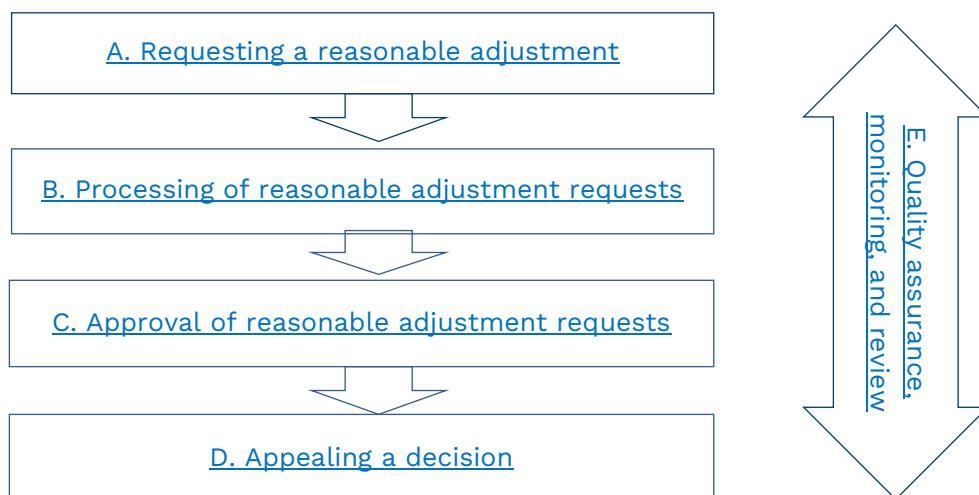 A. Requesting a reasonable adjustment
B. Processing of reasonable adjustment requests
C. Approval of reasonable adjustment requests
D. Appealing a decision
E. Quality assurance,
monitoring, and review